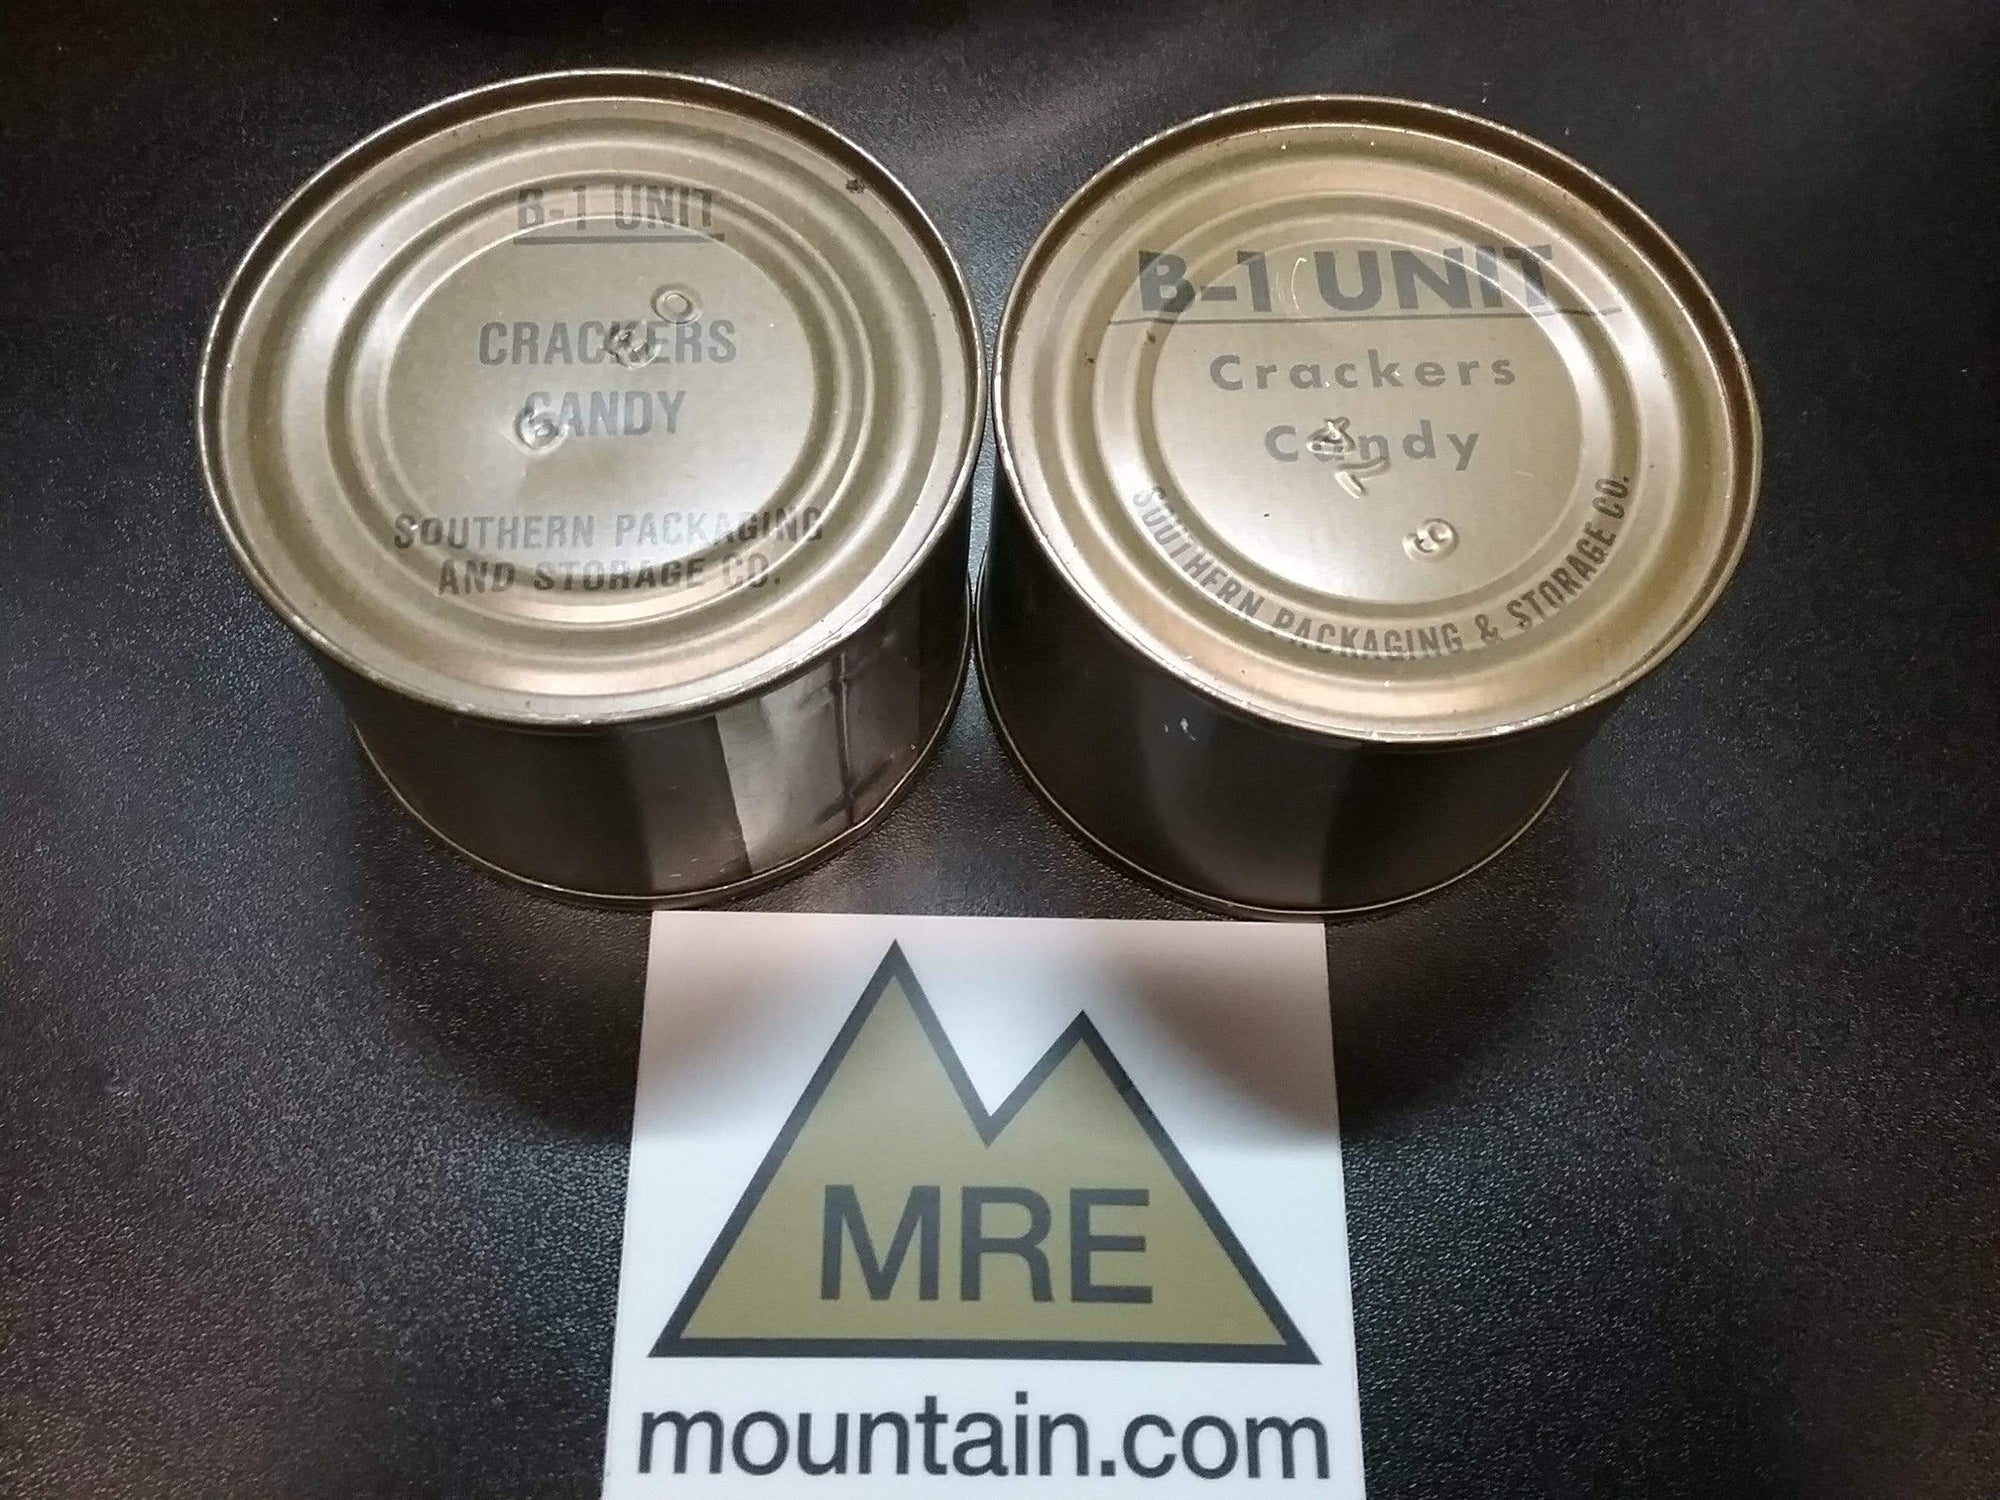 B-1 UNIT
CRACKERS
CANDY
SOUTHERN PACKAGING
AND STORAGE CO.
B-1 UNIT
Crackers
Candy
SOUTHERN PACKAGING & STORAGE CO.
MRE
mountain.com